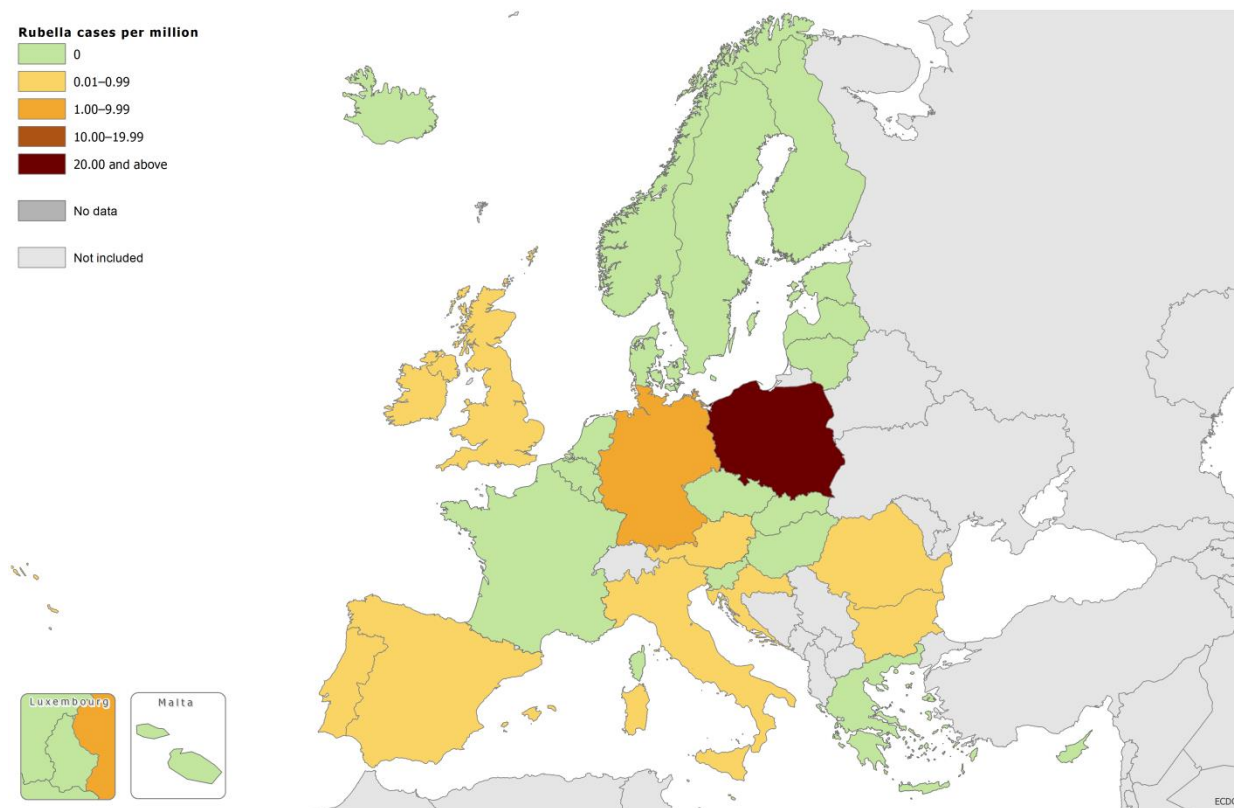 Rubella cases per million
0
0.01–0.99
1.00–9.99
10.00–19.99
20.00 and above
No data
Not included
Luxembourg
Malta